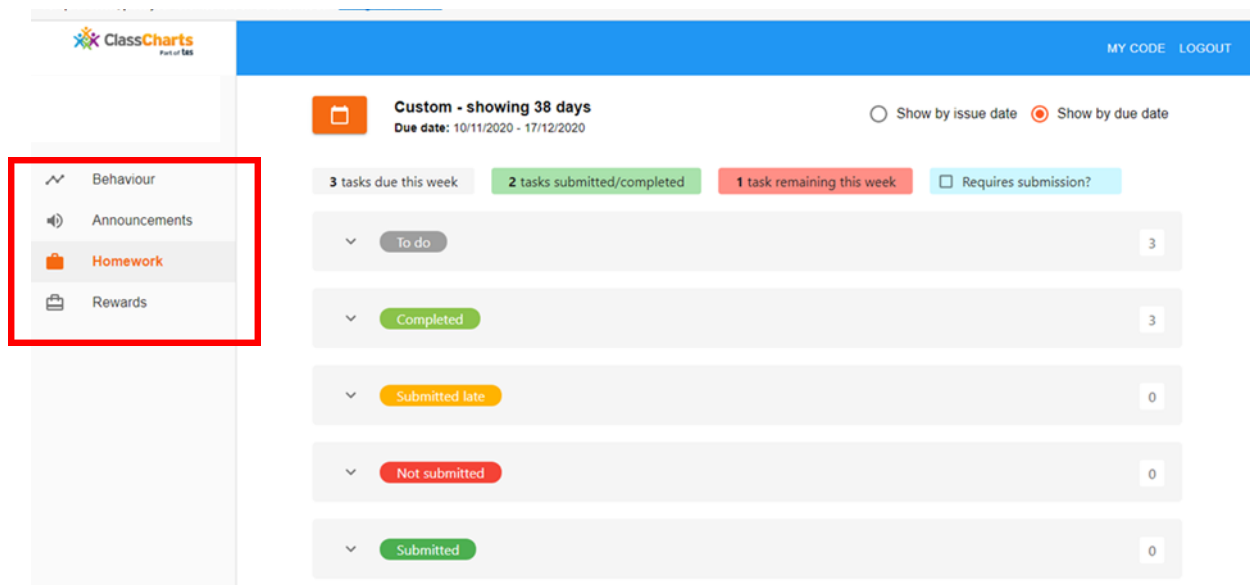 ClassCharts
Part of tes
MY CODE LOGOUT
Custom - showing 38 days
Due date: 10/11/2020 - 17/12/2020
Show by issue date Show by due date
Behaviour
Announcements
Homework
Rewards
3 tasks due this week 2 tasks submitted/completed 1 task remaining this week Requires submission?
To do 3
Completed 3
Submitted late 0
Not submitted 0
Submitted 0